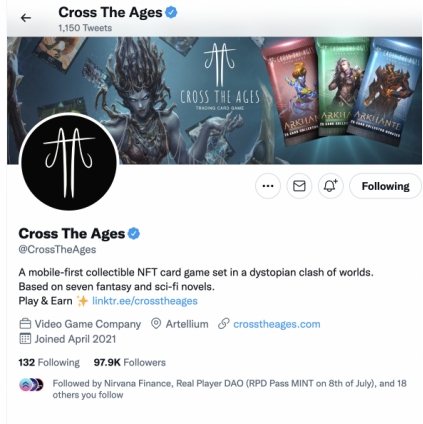 Cross The Ages
1,150 Tweets
CROSS THE AGES
TRADING CARD GAME
ARKHANTE
Following
Cross The Ages
@CrossTheAges
A mobile-first collectible NFT card game set in a dystopian clash of worlds.
Based on seven fantasy and sci-fi novels.
Play & Earn ✨ linktr.ee/crosstheages
Video Game Company Artellium crosstheages.com
Joined April 2021
132 Following 97.9K Followers
Followed by Nirvana Finance, Real Player DAO (RPD Pass MINT on 8th of July), and 18
others you follow